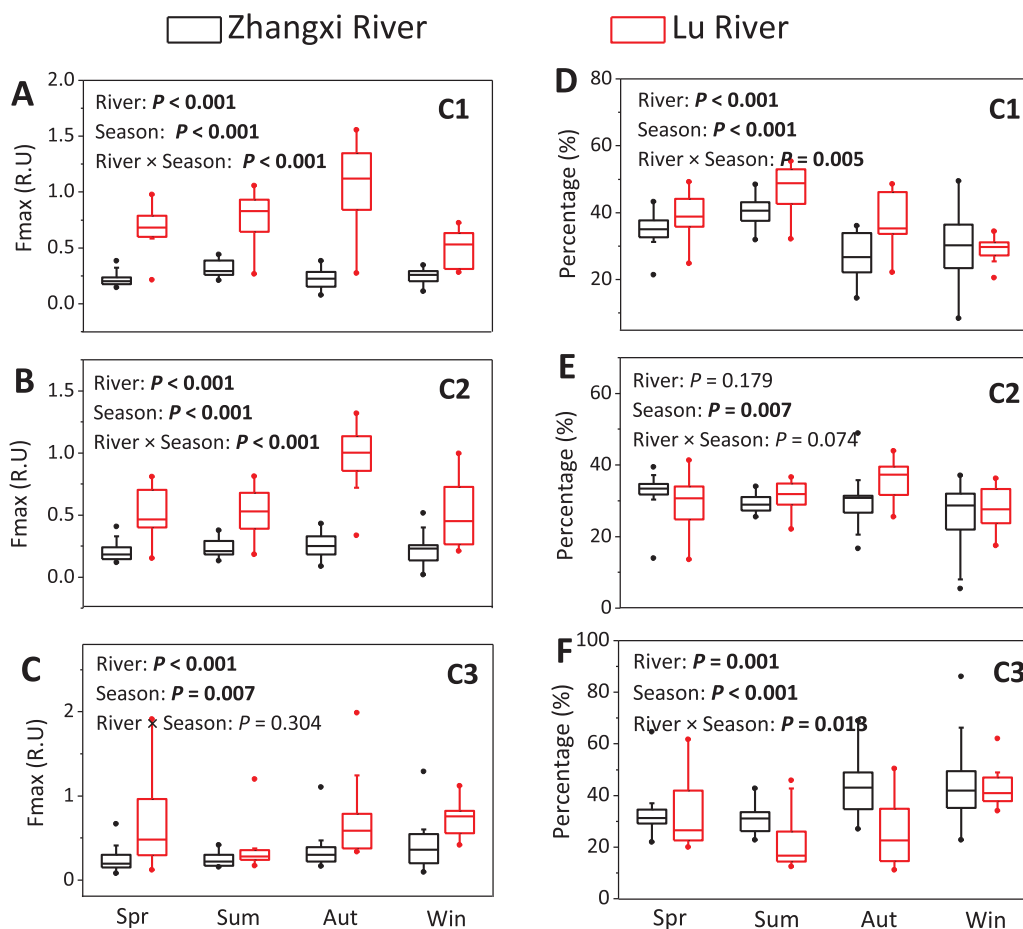 Zhangxi River
Lu River
A
C1
River: P < 0.001
Season: P < 0.001
River × Season: P < 0.001
Fmax (R.U)
2.0
1.5
1.0
0.5
0.0
D
C1
River: P < 0.001
Season: P < 0.001
River × Season: P = 0.005
Percentage (%)
80
60
40
20
B
C2
River: P < 0.001
Season: P < 0.001
River × Season: P < 0.001
Fmax (R.U)
1.5
1.0
0.5
0.0
E
C2
River: P = 0.179
Season: P = 0.007
River × Season: P = 0.074
Percentage (%)
60
40
20
0
C
C3
River: P < 0.001
Season: P = 0.007
River × Season: P = 0.304
Fmax (R.U)
2
1
0
Spr Sum Aut Win
F
C3
River: P = 0.001
Season: P < 0.001
River × Season: P = 0.013
Percentage (%)
100
80
60
40
20
0
Spr Sum Aut Win